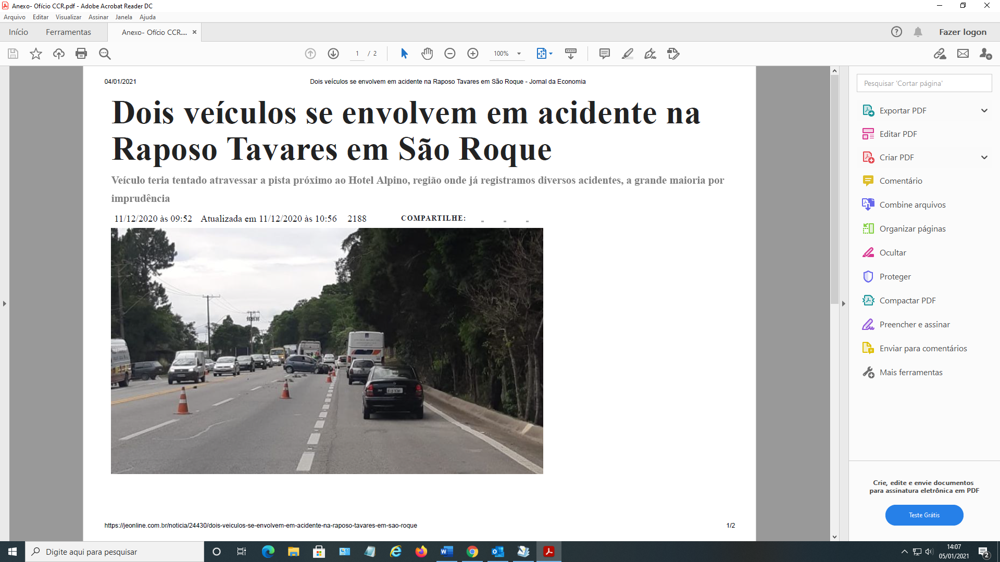 Anexo- Ofício CCR.pdf - Adobe Acrobat Reader DC
Arquivo Editar Visualizar Assinar Janela Ajuda
Início Ferramentas Anexo- Ofício CCR.... × Fazer logon
1 / 2 100%
04/01/2021 Dois veículos se envolvem em acidente na Raposo Tavares em São Roque - Jornal da Economia
Dois veículos se envolvem em acidente na
Raposo Tavares em São Roque
Veículo teria tentado atravessar a pista próximo ao Hotel Alpino, região onde já registramos diversos acidentes, a grande maioria por
imprudência
11/12/2020 às 09:52 Atualizada em 11/12/2020 às 10:56 2188 COMPARTILHE:
https://jeonline.com.br/noticia/24430/dois-veiculos-se-envolvem-em-acidente-na-raposo-tavares-em-sao-roque 1/2
Pesquisar 'Cortar página'
Exportar PDF
Editar PDF
Criar PDF
Comentário
Combine arquivos
Organizar páginas
Ocultar
Proteger
Compactar PDF
Preencher e assinar
Enviar para comentários
Mais ferramentas
Crie, edite e envie documentos
para assinatura eletrônica em PDF
Teste Grátis
Digite aqui para pesquisar
14:07
05/01/2021
2